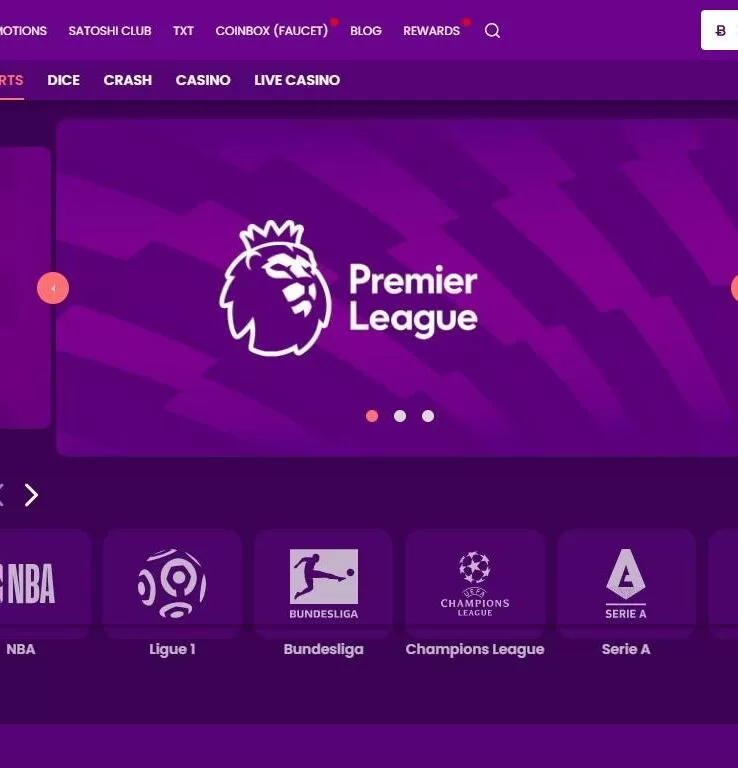 MOTIONS SATOSHI CLUB TXT COINBOX (FAUCET) BLOG REWARDS
RTS DICE CRASH CASINO LIVE CASINO
Premier
League
NBA
BUNDESLIGA
UEFA
CHAMPIONS
LEAGUE
SERIE A
NBA Ligue 1 Bundesliga Champions League Serie A